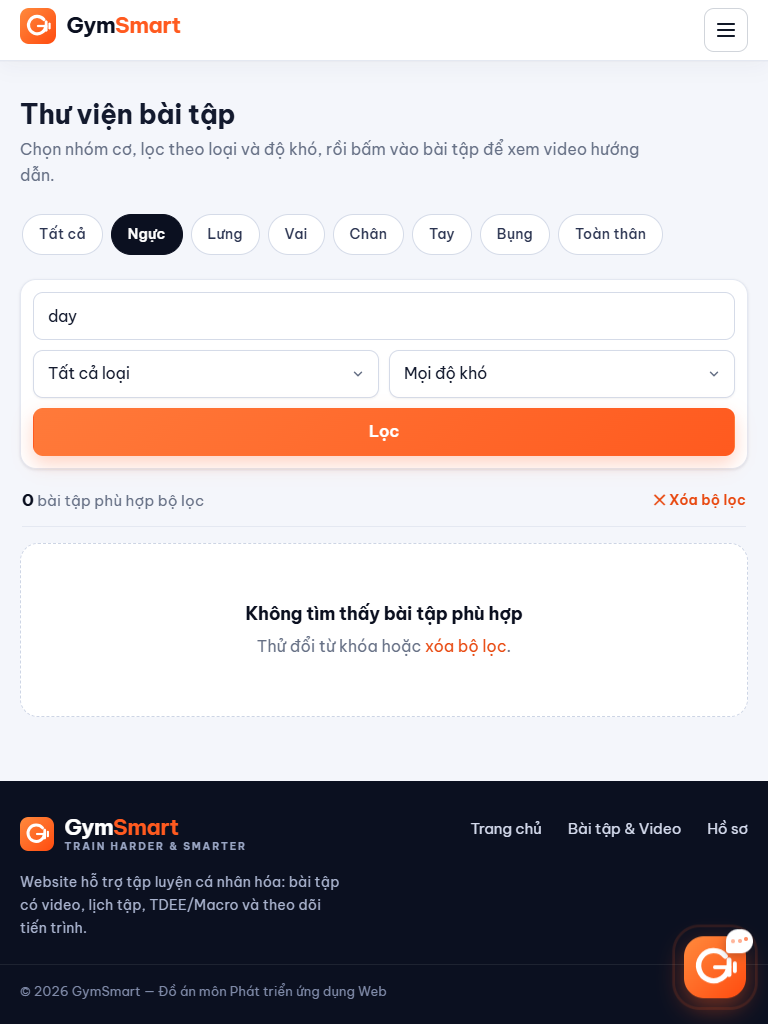 GymSmart
Thư viện bài tập
Chọn nhóm cơ, lọc theo loại và độ khó, rồi bấm vào bài tập để xem video hướng
dẫn.
Tất cả
Ngực
Lưng
Vai
Chân
Tay
Bụng
Toàn thân
day
Tất cả loại
Mọi độ khó
Lọc
0 bài tập phù hợp bộ lọc
Xóa bộ lọc
Không tìm thấy bài tập phù hợp
Thử đổi từ khóa hoặc xóa bộ lọc.
GymSmart
TRAIN HARDER & SMARTER
Trang chủ
Bài tập & Video
Hồ sơ
Website hỗ trợ tập luyện cá nhân hóa: bài tập
có video, lịch tập, TDEE/Macro và theo dõi
tiến trình.
© 2026 GymSmart — Đồ án môn Phát triển ứng dụng Web